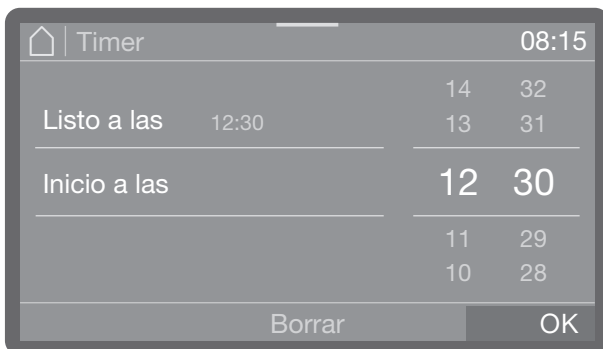 Timer 08:15
14 32
Listo a las 12:30 13 31
Inicio a las 12 30
11 29
10 28
Borrar OK